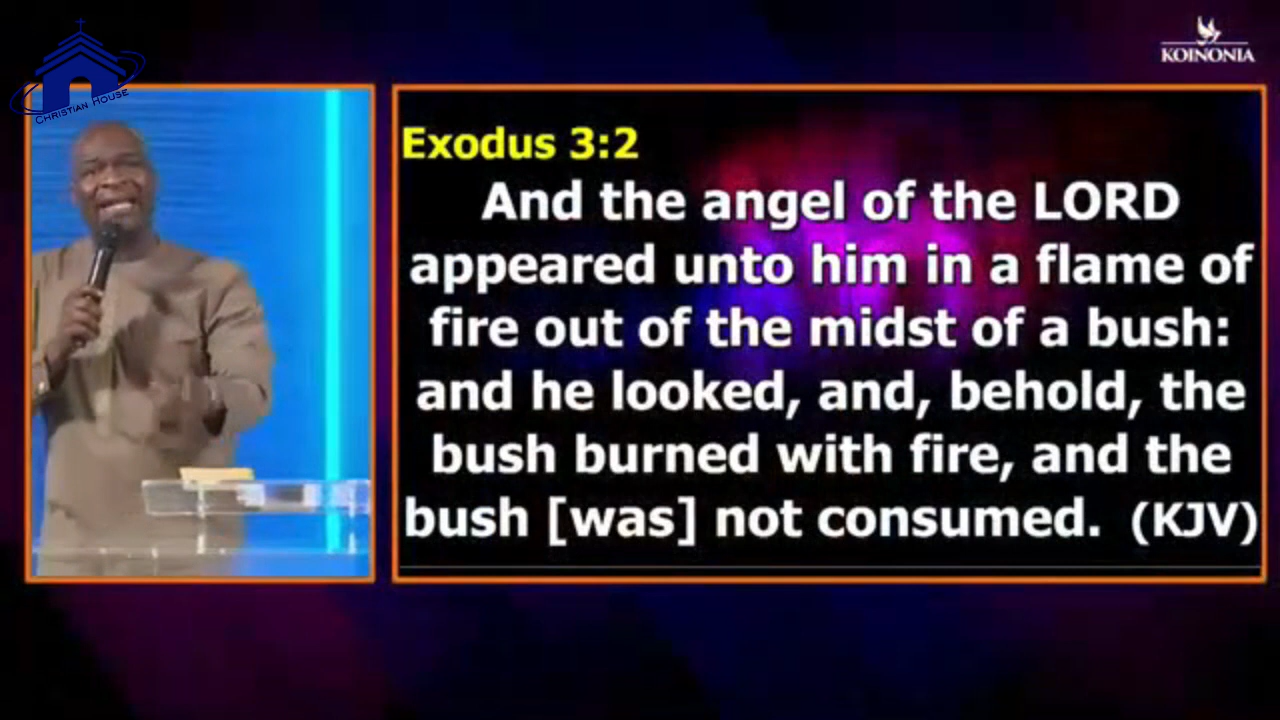 CHRISTIAN HOUSE
KOINONIA
Exodus 3:2
And the angel of the LORD
appeared unto him in a flame of
fire out of the midst of a bush:
and he looked, and, behold, the
bush burned with fire, and the
bush [was] not consumed. (KJV)